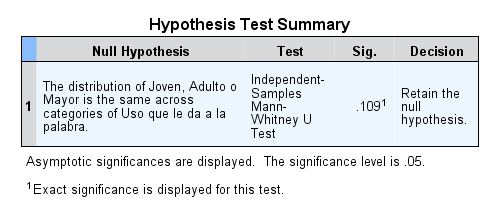 Hypothesis Test Summary
Null Hypothesis Test Sig. Decision
1 The distribution of Joven, Adulto o Mayor is the same across categories of Uso que le da a la palabra. Independent-Samples Mann-Whitney U Test .109¹ Retain the null hypothesis.
Asymptotic significances are displayed. The significance level is .05.
¹Exact significance is displayed for this test.